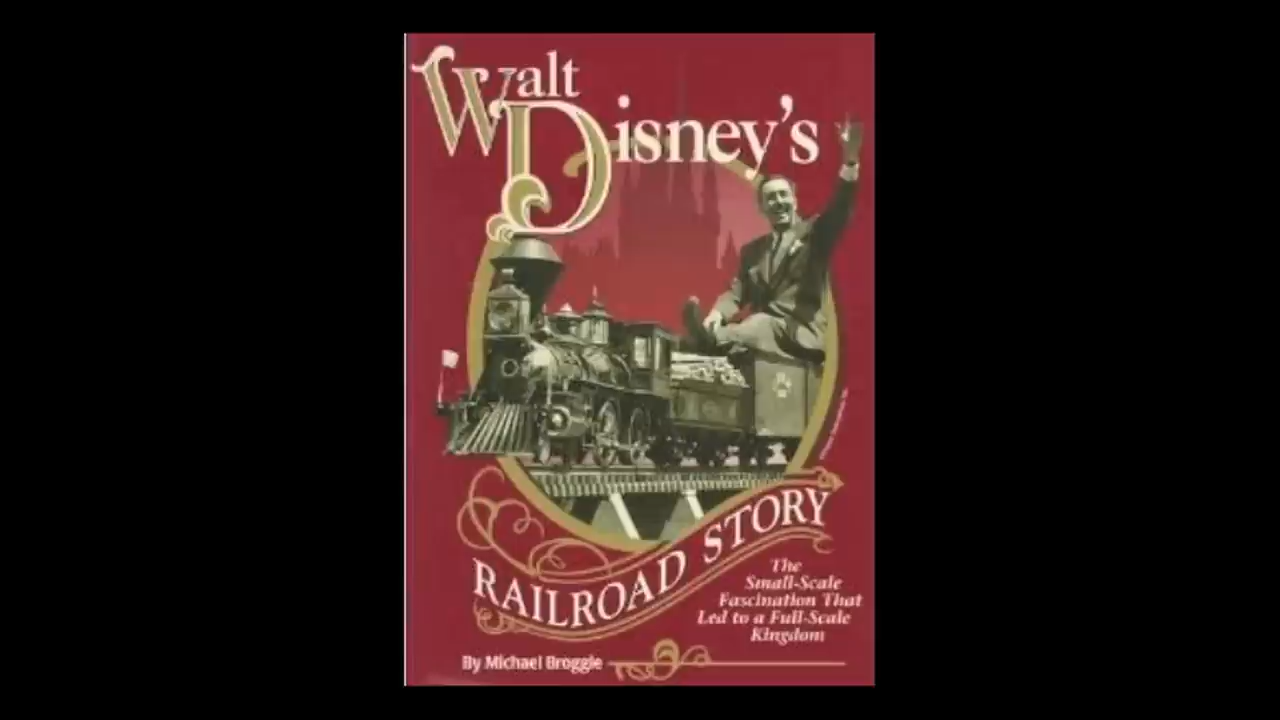 Walt
Disney's
RAILROAD STORY
The
Small-Scale
Fascination That
Led to a Full-Scale
Kingdom
By Michael Broggie